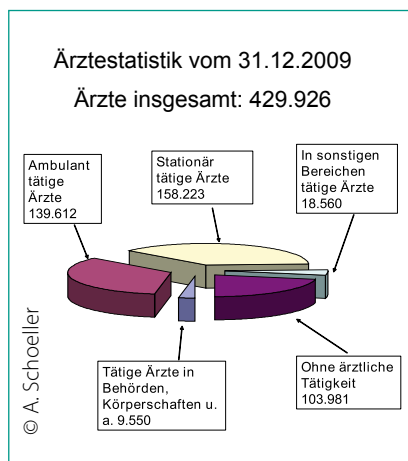 Ärztestatistik vom 31.12.2009
Ärzte insgesamt: 429.926
Ambulant
tätige
Ärzte
139.612
Stationär
tätige Ärzte
158.223
In sonstigen
Bereichen
tätige Ärzte
18.560
Tätige Ärzte in
Behörden,
Körperschaften u.
a. 9.550
Ohne ärztliche
Tätigkeit
103.981
© A. Schoeller